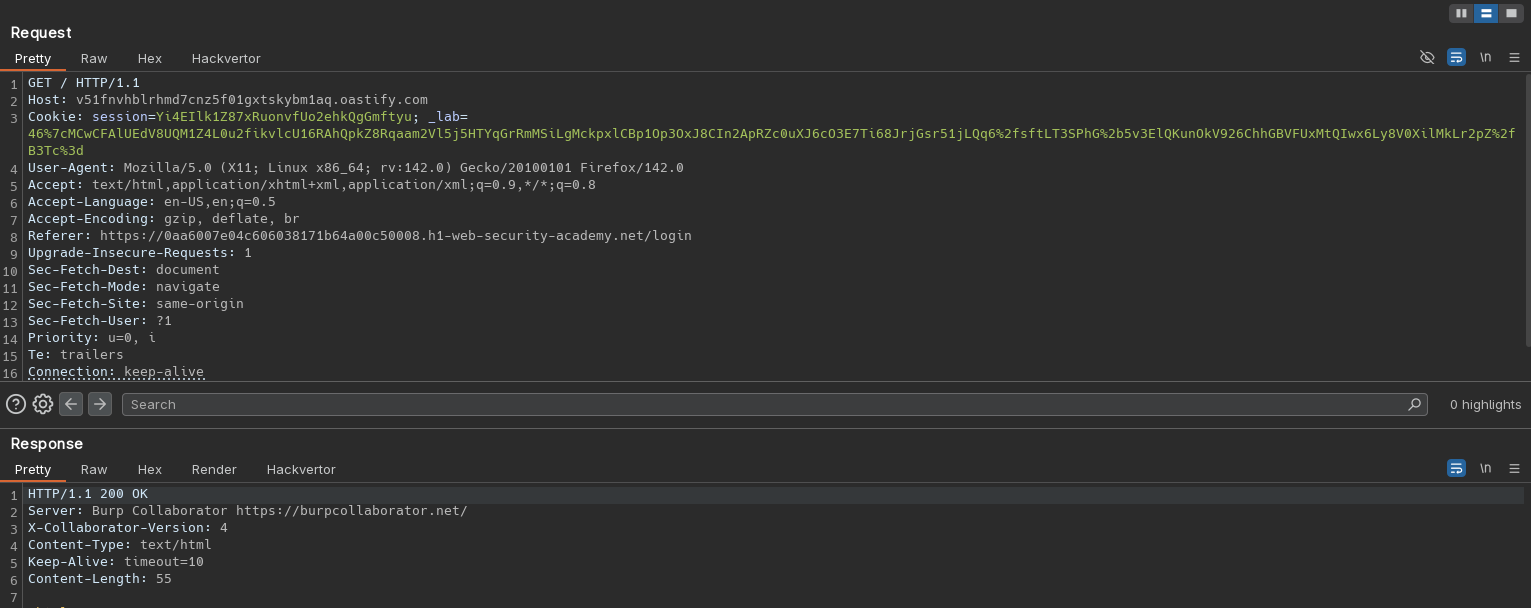 Request
Pretty Raw Hex Hackvertor \n
1 GET / HTTP/1.1
2 Host: v51fnvhblrhmd7cnz5f01gxtskybm1aq.oastify.com
3 Cookie: session=Yi4EIlk1Z87xRuonvfUo2ehkQgGmftyu; _lab=
46%7cMCwCFAlUEdV8UQM1Z4L0u2fikvlcU16RAhQpkZ8Rqaam2Vl5j5HTYqGrRmMSiLgMckpxlCBp1Op3OxJ8CIn2ApRZc0uXJ6cO3E7Ti68JrjGsr51jLQq6%2fsftLT3SPhG%2b5v3ElQKunOkV926ChhGBVFUxMtQIwx6Ly8V0XilMkLr2pZ%2f
B3Tc%3d
4 User-Agent: Mozilla/5.0 (X11; Linux x86_64; rv:142.0) Gecko/20100101 Firefox/142.0
5 Accept: text/html,application/xhtml+xml,application/xml;q=0.9,*/*;q=0.8
6 Accept-Language: en-US,en;q=0.5
7 Accept-Encoding: gzip, deflate, br
8 Referer: https://0aa6007e04c606038171b64a00c50008.h1-web-security-academy.net/login
9 Upgrade-Insecure-Requests: 1
10 Sec-Fetch-Dest: document
11 Sec-Fetch-Mode: navigate
12 Sec-Fetch-Site: same-origin
13 Sec-Fetch-User: ?1
14 Priority: u=0, i
15 Te: trailers
16 Connection: keep-alive
Search 0 highlights
Response
Pretty Raw Hex Render Hackvertor \n
1 HTTP/1.1 200 OK
2 Server: Burp Collaborator https://burpcollaborator.net/
3 X-Collaborator-Version: 4
4 Content-Type: text/html
5 Keep-Alive: timeout=10
6 Content-Length: 55
7